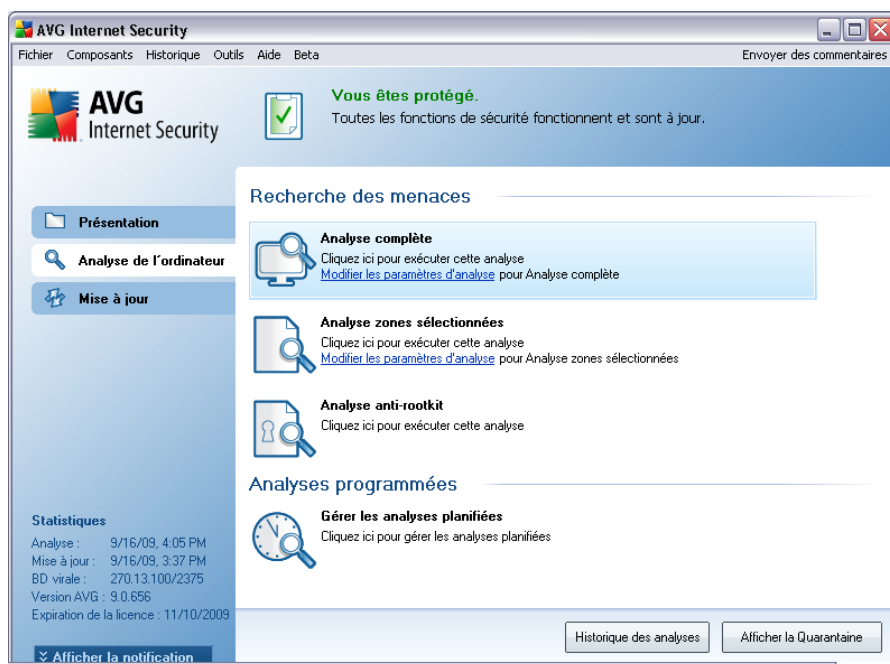 AVG Internet Security
Fichier Composants Historique Outils Aide Beta Envoyer des commentaires
AVG
Internet Security
Vous êtes protégé.
Toutes les fonctions de sécurité fonctionnent et sont à jour.
Présentation
Analyse de l'ordinateur
Mise à jour
Recherche des menaces
Analyse complète
Cliquez ici pour exécuter cette analyse
Modifier les paramètres d'analyse pour Analyse complète
Analyse zones sélectionnées
Cliquez ici pour exécuter cette analyse
Modifier les paramètres d'analyse pour Analyse zones sélectionnées
Analyse anti-rootkit
Cliquez ici pour exécuter cette analyse
Analyses programmées
Gérer les analyses planifiées
Cliquez ici pour gérer les analyses planifiées
Statistiques
Analyse : 9/16/09, 4:05 PM
Mise à jour : 9/16/09, 3:37 PM
BD virale : 270.13.100/2375
Version AVG : 9.0.656
Expiration de la licence : 11/10/2009
Afficher la notification
Historique des analyses
Afficher la Quarantaine